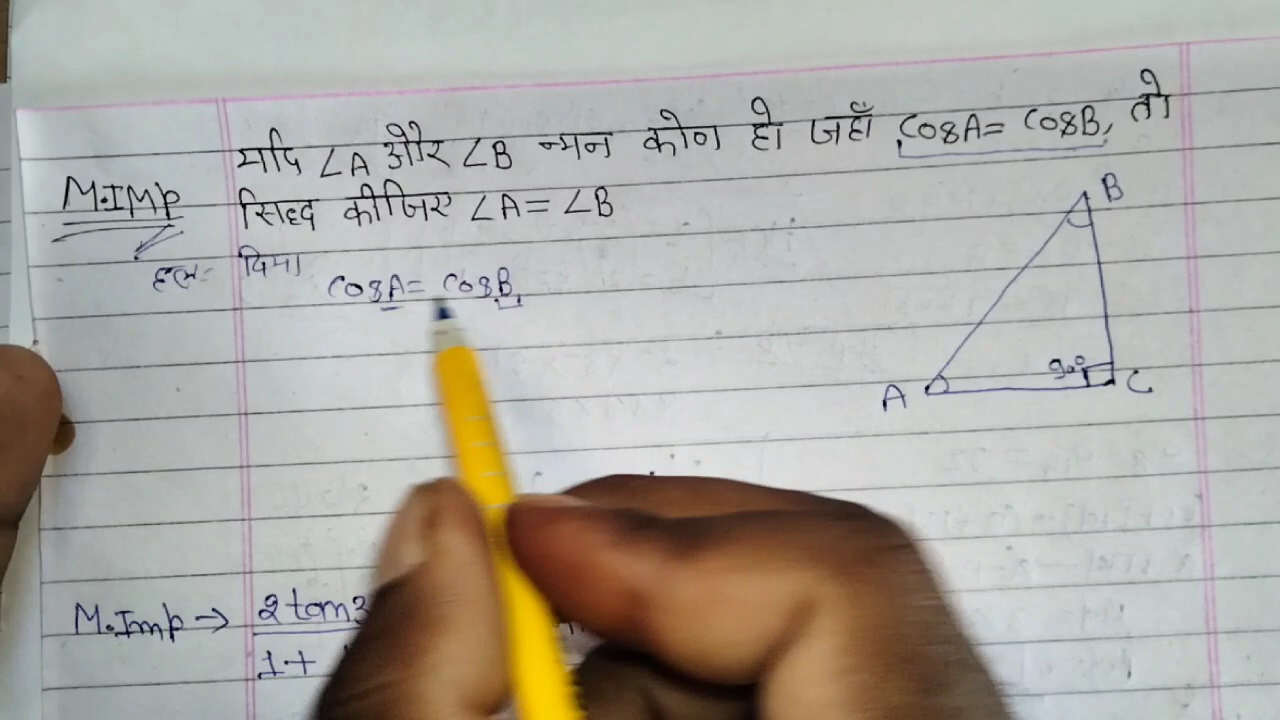 यदि ∠A और ∠B न्यून कोण हो जहाँ CosA = CosB, तो
M.IMP
सिद्ध कीजिए ∠A = ∠B
हल:- दिया
CosA = CosB,
B
90°
A
C
M.Imp → 2 tan3
1 +